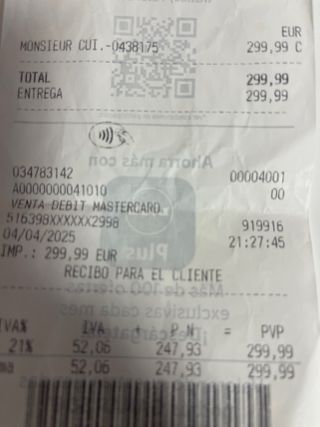 EUR
MONSIEUR CUI.-0438175 299,99 C
TOTAL 299,99
ENTREGA 299,99
Ahorra más con
034783142 00004001
A0000000041010 00
VENTA DEBIT MASTERCARD
516398XXXXXX2998 919916
04/04/2025 21:27:45
Plus
IMP.: 299,99 EUR
RECIBO PARA EL CLIENTE
Más de 100 ofertas
exclusivas cada mes
IVA% IVA + P.N = PVP
21% 52,06 247,93 299,99
ma 52,06 247,93 299,99